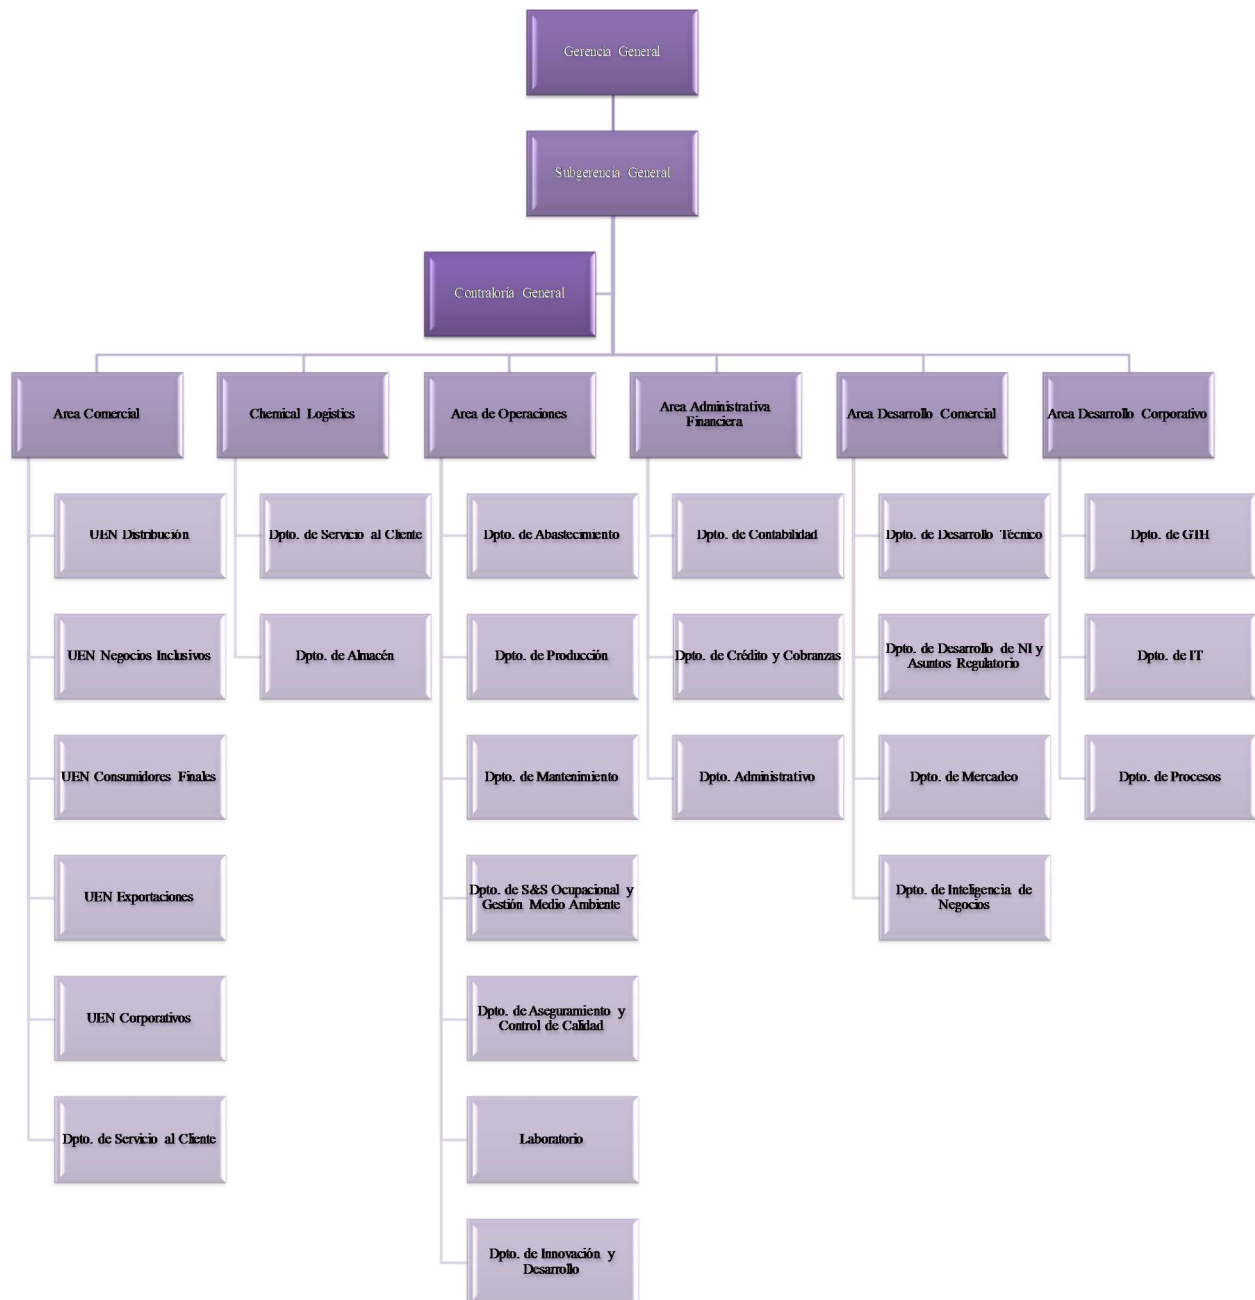 Gerencia General
Subgerencia General
Contraloría General
Area Comercial
Chemical Logistics
Area de Operaciones
Area Administrativa
Financiera
Area Desarrollo Comercial
Area Desarrollo Corporativo
UEN Distribución
UEN Negocios Inclusivos
UEN Consumidores Finales
UEN Exportaciones
UEN Corporativos
Dpto. de Servicio al Cliente
Dpto. de Servicio al Cliente
Dpto. de Almacén
Dpto. de Abastecimiento
Dpto. de Producción
Dpto. de Mantenimiento
Dpto. de S&S Ocupacional y
Gestión Medio Ambiente
Dpto. de Aseguramiento y
Control de Calidad
Laboratorio
Dpto. de Innovación y
Desarrollo
Dpto. de Contabilidad
Dpto. de Crédito y Cobranzas
Dpto. Administrativo
Dpto. de Desarrollo Técnico
Dpto. de Desarrollo de NI y
Asuntos Regulatorio
Dpto. de Mercadeo
Dpto. de Inteligencia de
Negocios
Dpto. de GTH
Dpto. de IT
Dpto. de Procesos